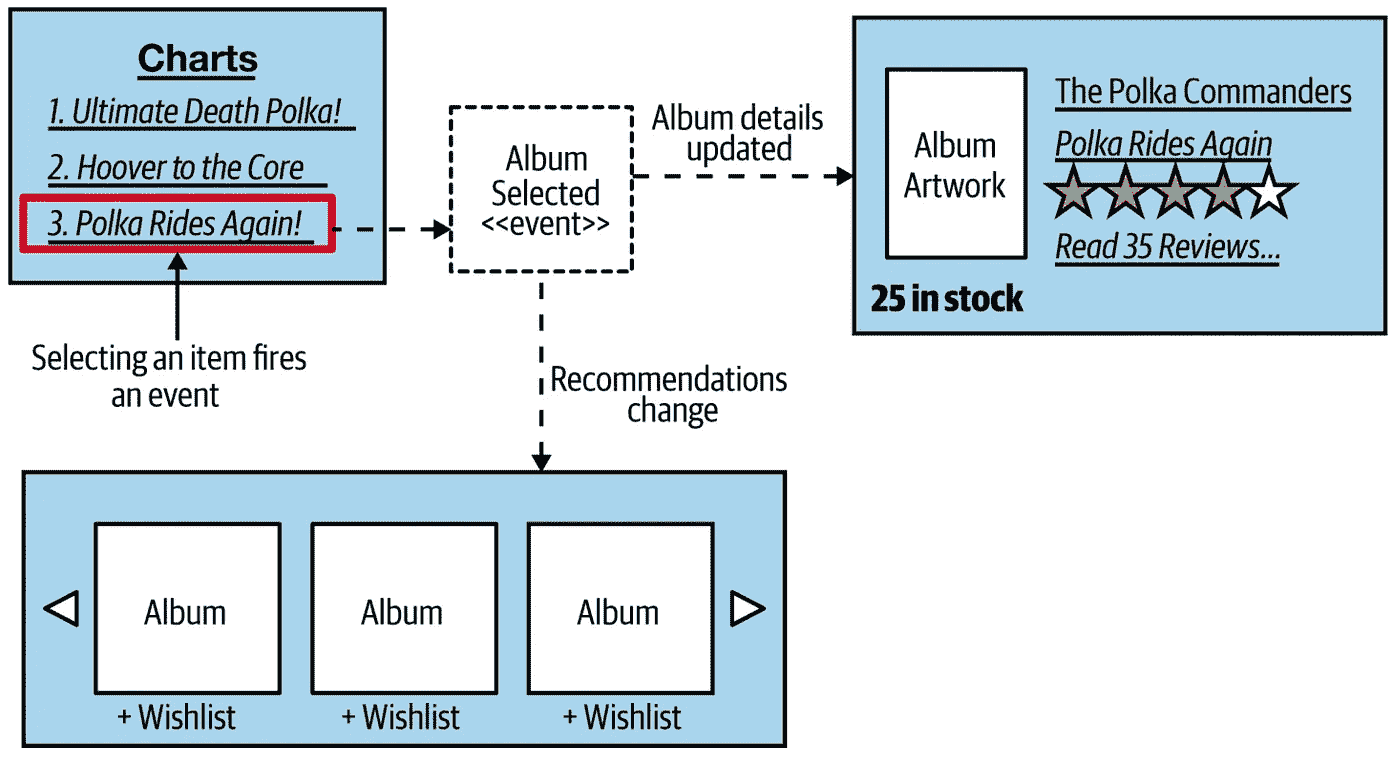 Charts
1. Ultimate Death Polka!
2. Hoover to the Core
3. Polka Rides Again!
Selecting an item fires
an event
Album
Selected
<<event>>
Album details
updated
Album
Artwork
The Polka Commanders
Polka Rides Again
Read 35 Reviews...
25 in stock
Recommendations
change
Album
Album
Album
+ Wishlist
+ Wishlist
+ Wishlist